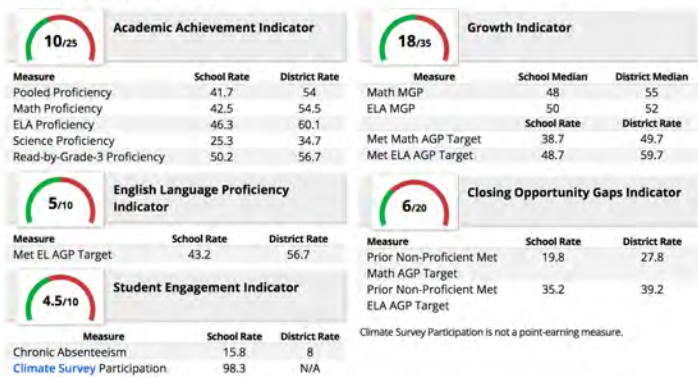 10/25
Academic Achievement Indicator
Measure School Rate District Rate
Pooled Proficiency 41.7 54
Math Proficiency 42.5 54.5
ELA Proficiency 46.3 60.1
Science Proficiency 25.3 34.7
Read-by-Grade-3 Proficiency 50.2 56.7
5/10
English Language Proficiency
Indicator
Measure School Rate District Rate
Met EL AGP Target 43.2 56.7
4.5/10
Student Engagement Indicator
Measure School Rate District Rate
Chronic Absenteeism 15.8 8
Climate Survey Participation 98.3 N/A
18/35
Growth Indicator
Measure School Median District Median
Math MGP 48 55
ELA MGP 50 52
School Rate District Rate
Met Math AGP Target 38.7 49.7
Met ELA AGP Target 48.7 59.7
6/20
Closing Opportunity Gaps Indicator
Measure School Rate District Rate
Prior Non-Proficient Met 19.8 27.8
Math AGP Target
Prior Non-Proficient Met 35.2 39.2
ELA AGP Target
Climate Survey Participation is not a point-earning measure.